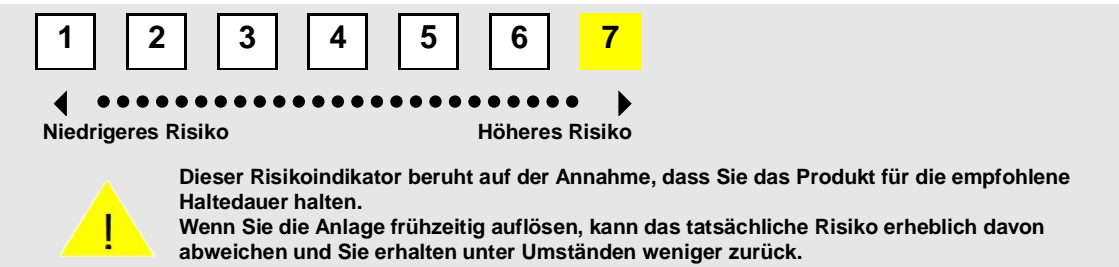 1 2 3 4 5 6 7
Niedrigeres Risiko Höheres Risiko
Dieser Risikoindikator beruht auf der Annahme, dass Sie das Produkt für die empfohlene
Haltedauer halten.
Wenn Sie die Anlage frühzeitig auflösen, kann das tatsächliche Risiko erheblich davon
abweichen und Sie erhalten unter Umständen weniger zurück.
!